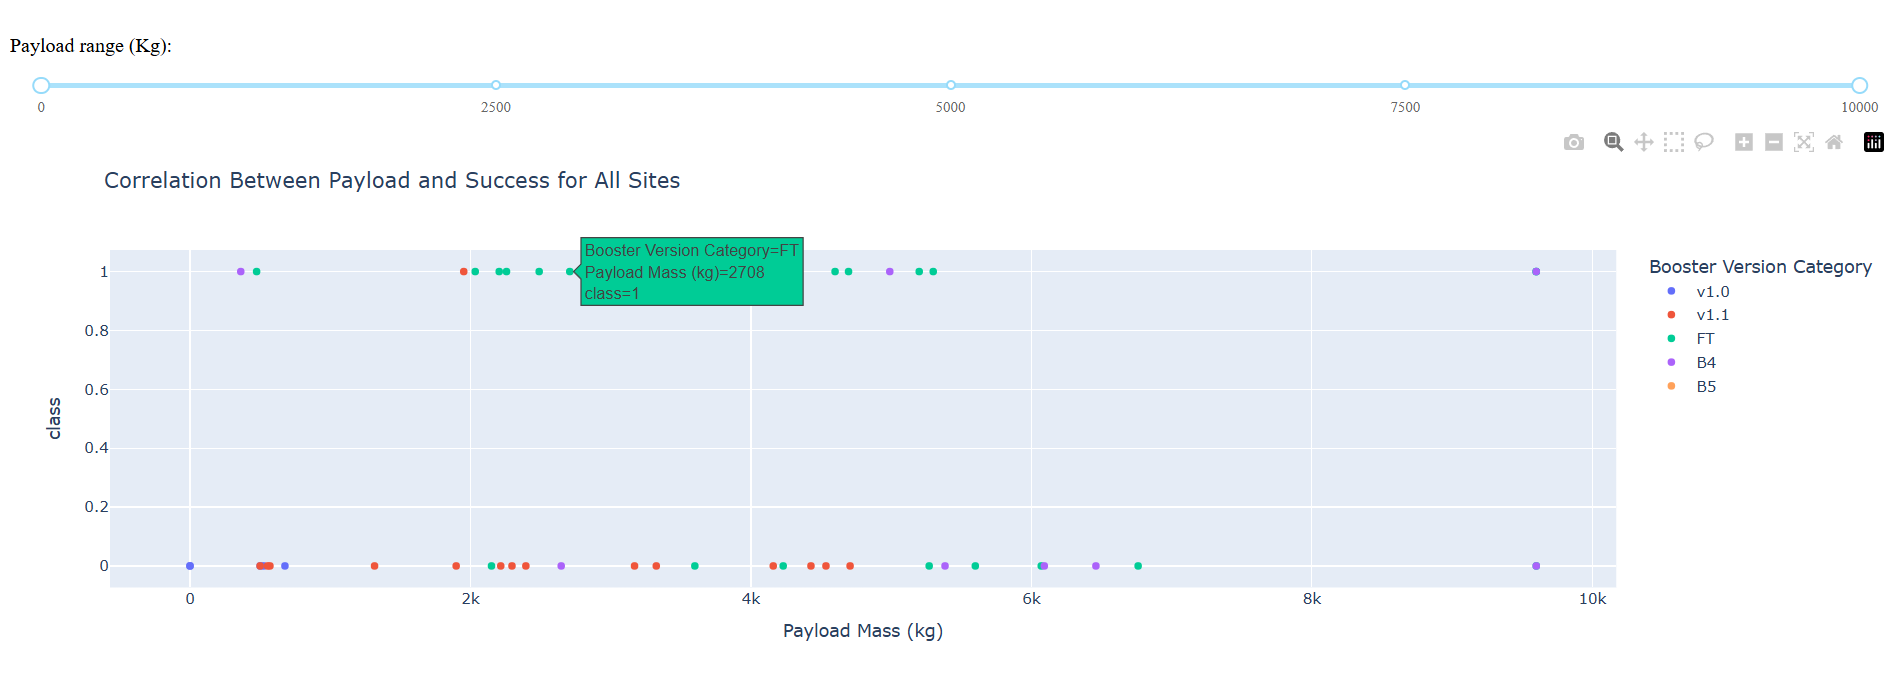 Payload range (Kg):
0 2500 5000 7500 10000
Correlation Between Payload and Success for All Sites
Booster Version Category=FT
Payload Mass (kg)=2708
class=1
Booster Version Category
v1.0
v1.1
FT
B4
B5
1
0.8
0.6
0.4
0.2
0
class
0 2k 4k 6k 8k 10k
Payload Mass (kg)